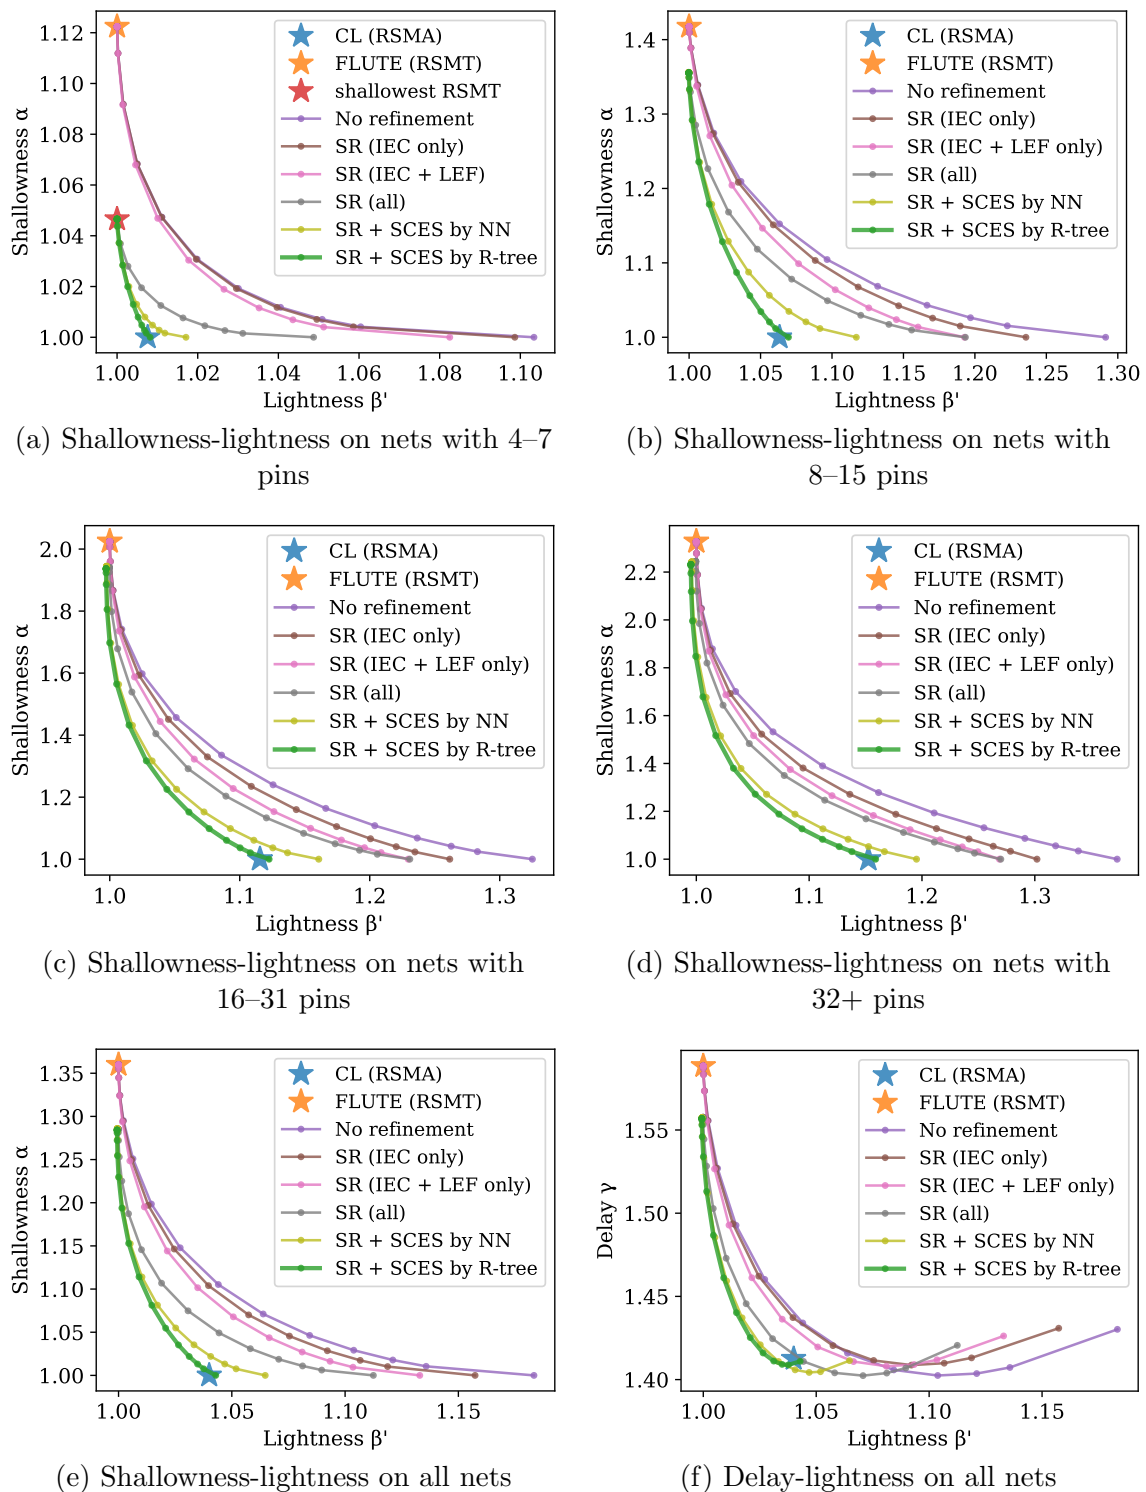 Shallowness α
1.12
1.10
1.08
1.06
1.04
1.02
1.00
CL (RSMA)
FLUTE (RSMT)
shallowest RSMT
No refinement
SR (IEC only)
SR (IEC + LEF)
SR (all)
SR + SCES by NN
SR + SCES by R-tree
1.00 1.02 1.04 1.06 1.08 1.10
Lightness β'
(a) Shallowness-lightness on nets with 4–7
pins
Shallowness α
1.4
1.3
1.2
1.1
1.0
CL (RSMA)
FLUTE (RSMT)
No refinement
SR (IEC only)
SR (IEC + LEF only)
SR (all)
SR + SCES by NN
SR + SCES by R-tree
1.00 1.05 1.10 1.15 1.20 1.25 1.30
Lightness β'
(b) Shallowness-lightness on nets with
8–15 pins
Shallowness α
2.0
1.8
1.6
1.4
1.2
1.0
CL (RSMA)
FLUTE (RSMT)
No refinement
SR (IEC only)
SR (IEC + LEF only)
SR (all)
SR + SCES by NN
SR + SCES by R-tree
1.0 1.1 1.2 1.3
Lightness β'
(c) Shallowness-lightness on nets with
16–31 pins
Shallowness α
2.2
2.0
1.8
1.6
1.4
1.2
1.0
CL (RSMA)
FLUTE (RSMT)
No refinement
SR (IEC only)
SR (IEC + LEF only)
SR (all)
SR + SCES by NN
SR + SCES by R-tree
1.0 1.1 1.2 1.3
Lightness β'
(d) Shallowness-lightness on nets with
32+ pins
Shallowness α
1.35
1.30
1.25
1.20
1.15
1.10
1.05
1.00
CL (RSMA)
FLUTE (RSMT)
No refinement
SR (IEC only)
SR (IEC + LEF only)
SR (all)
SR + SCES by NN
SR + SCES by R-tree
1.00 1.05 1.10 1.15
Lightness β'
(e) Shallowness-lightness on all nets
Delay γ
1.55
1.50
1.45
1.40
CL (RSMA)
FLUTE (RSMT)
No refinement
SR (IEC only)
SR (IEC + LEF only)
SR (all)
SR + SCES by NN
SR + SCES by R-tree
1.00 1.05 1.10 1.15
Lightness β'
(f) Delay-lightness on all nets